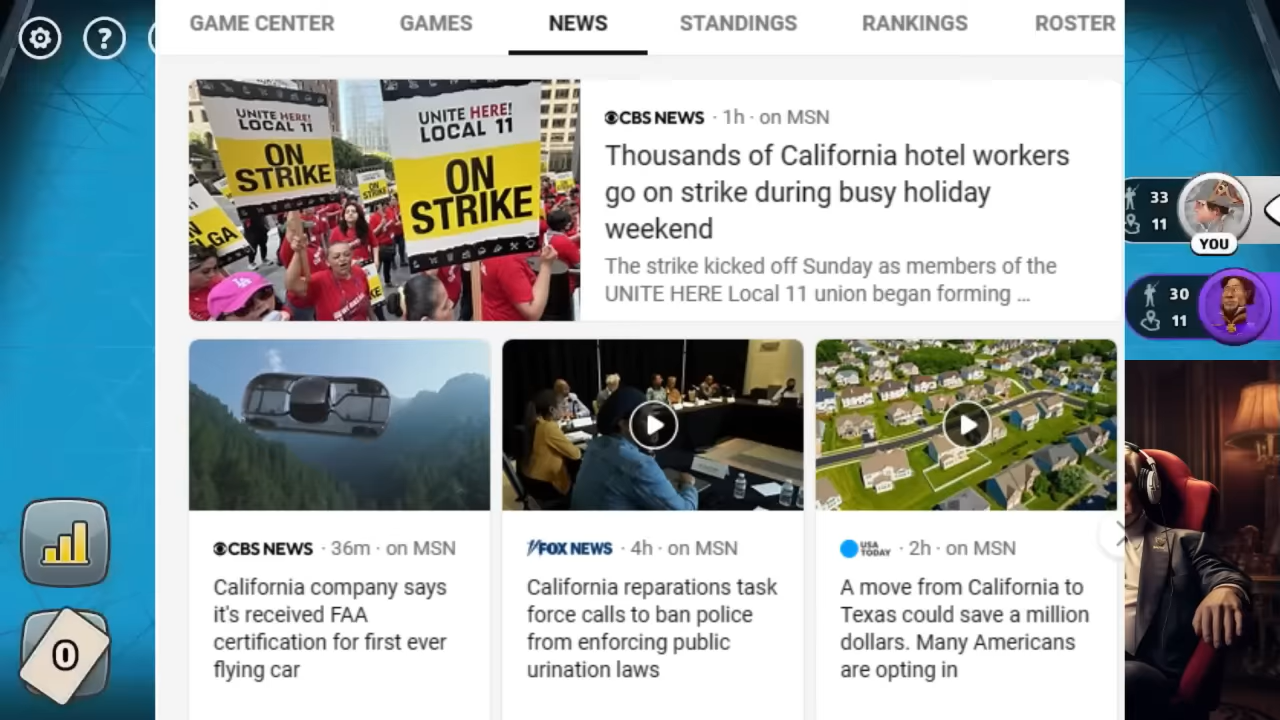 GAME CENTER
GAMES
NEWS
STANDINGS
RANKINGS
ROSTER
?
UNITE HERE!
LOCAL 11
ON
STRIKE
UNITE HERE!
LOCAL 11
ON
STRIKE
ON
STRIKE
CBS NEWS · 1h · on MSN
Thousands of California hotel workers
go on strike during busy holiday
weekend
The strike kicked off Sunday as members of the
UNITE HERE Local 11 union began forming ...
33
11
YOU
30
11
CBS NEWS · 36m · on MSN
California company says
it's received FAA
certification for first ever
flying car
FOX NEWS · 4h · on MSN
California reparations task
force calls to ban police
from enforcing public
urination laws
USA
TODAY · 2h · on MSN
A move from California to
Texas could save a million
dollars. Many Americans
are opting in
0